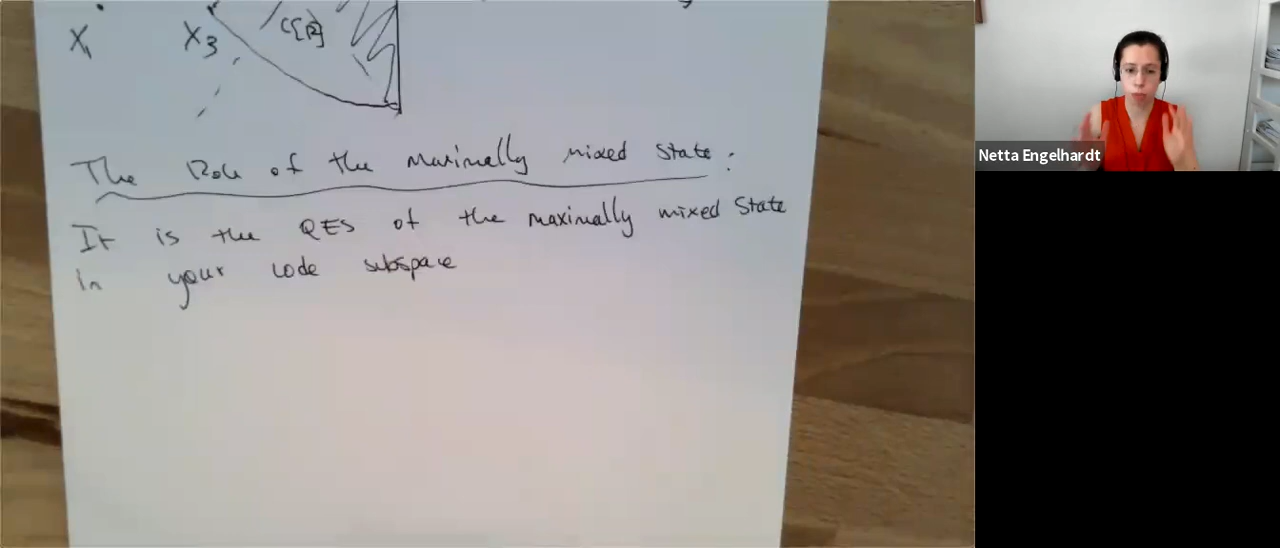 X₁ X₃ C[R]
The Role of the Maximally mixed State :
It is the QES of the maximally mixed State
in your code subspace
Netta Engelhardt